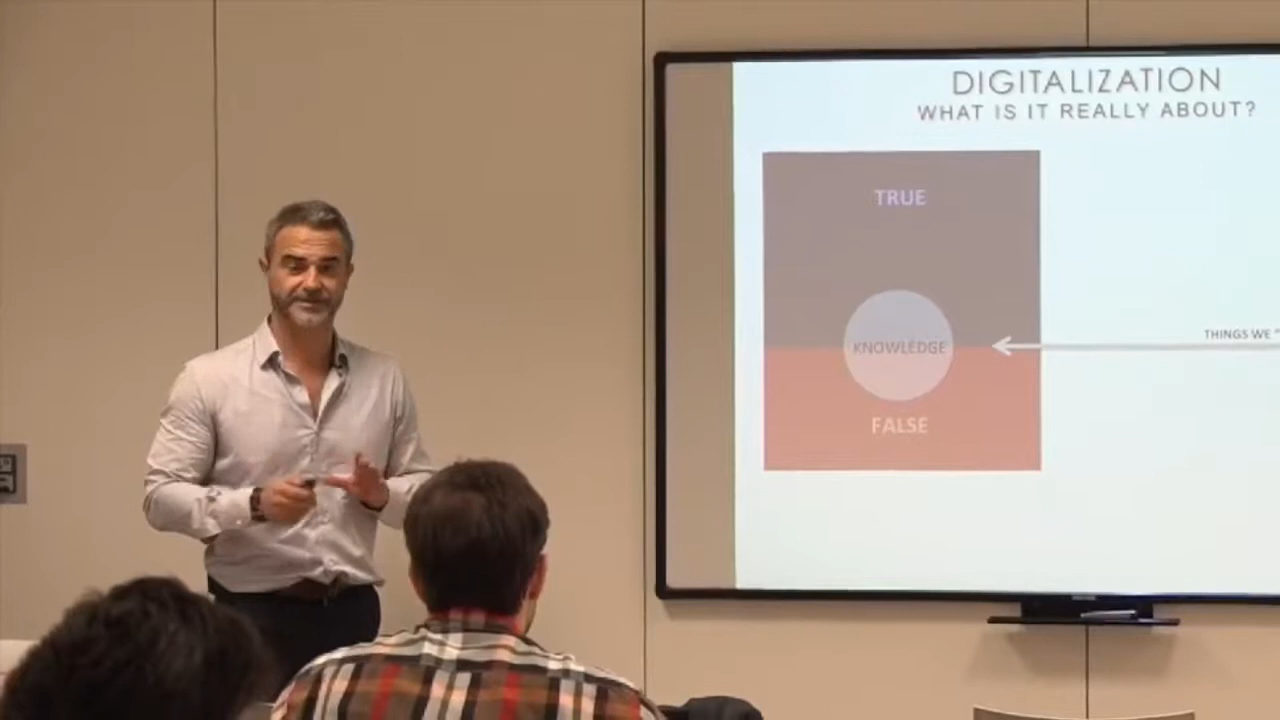 DIGITALIZATION
WHAT IS IT REALLY ABOUT?
TRUE
THINGS WE "
KNOWLEDGE
FALSE